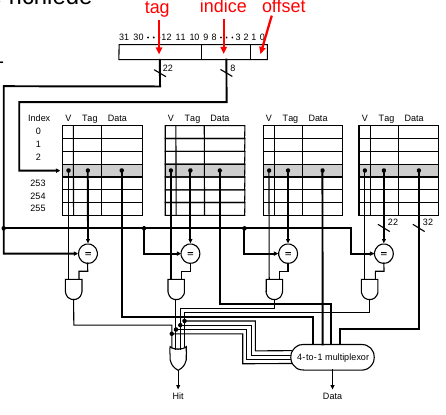 richiede
tag indice offset
31 30 ·· 12 11 10 9 8 ··· 3 2 1 0
22 8
Index V Tag Data V Tag Data V Tag Data V Tag Data
0
1
2
253
254
255
22 32
= = = =
4-to-1 multiplexor
Hit Data